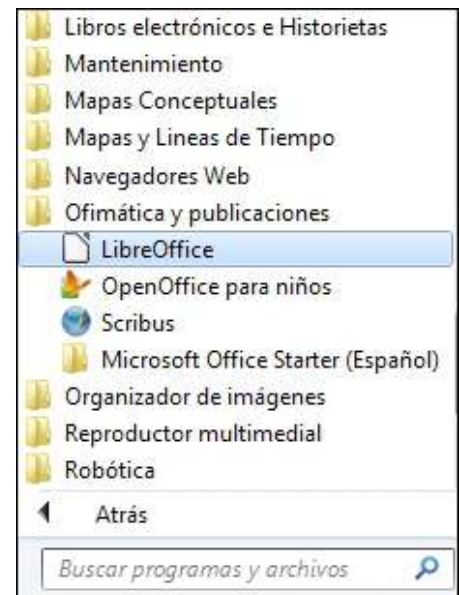 Libros electrónicos e Historietas
Mantenimiento
Mapas Conceptuales
Mapas y Lineas de Tiempo
Navegadores Web
Ofimática y publicaciones
LibreOffice
OpenOffice para niños
Scribus
Microsoft Office Starter (Español)
Organizador de imágenes
Reproductor multimedial
Robótica
Atrás
Buscar programas y archivos